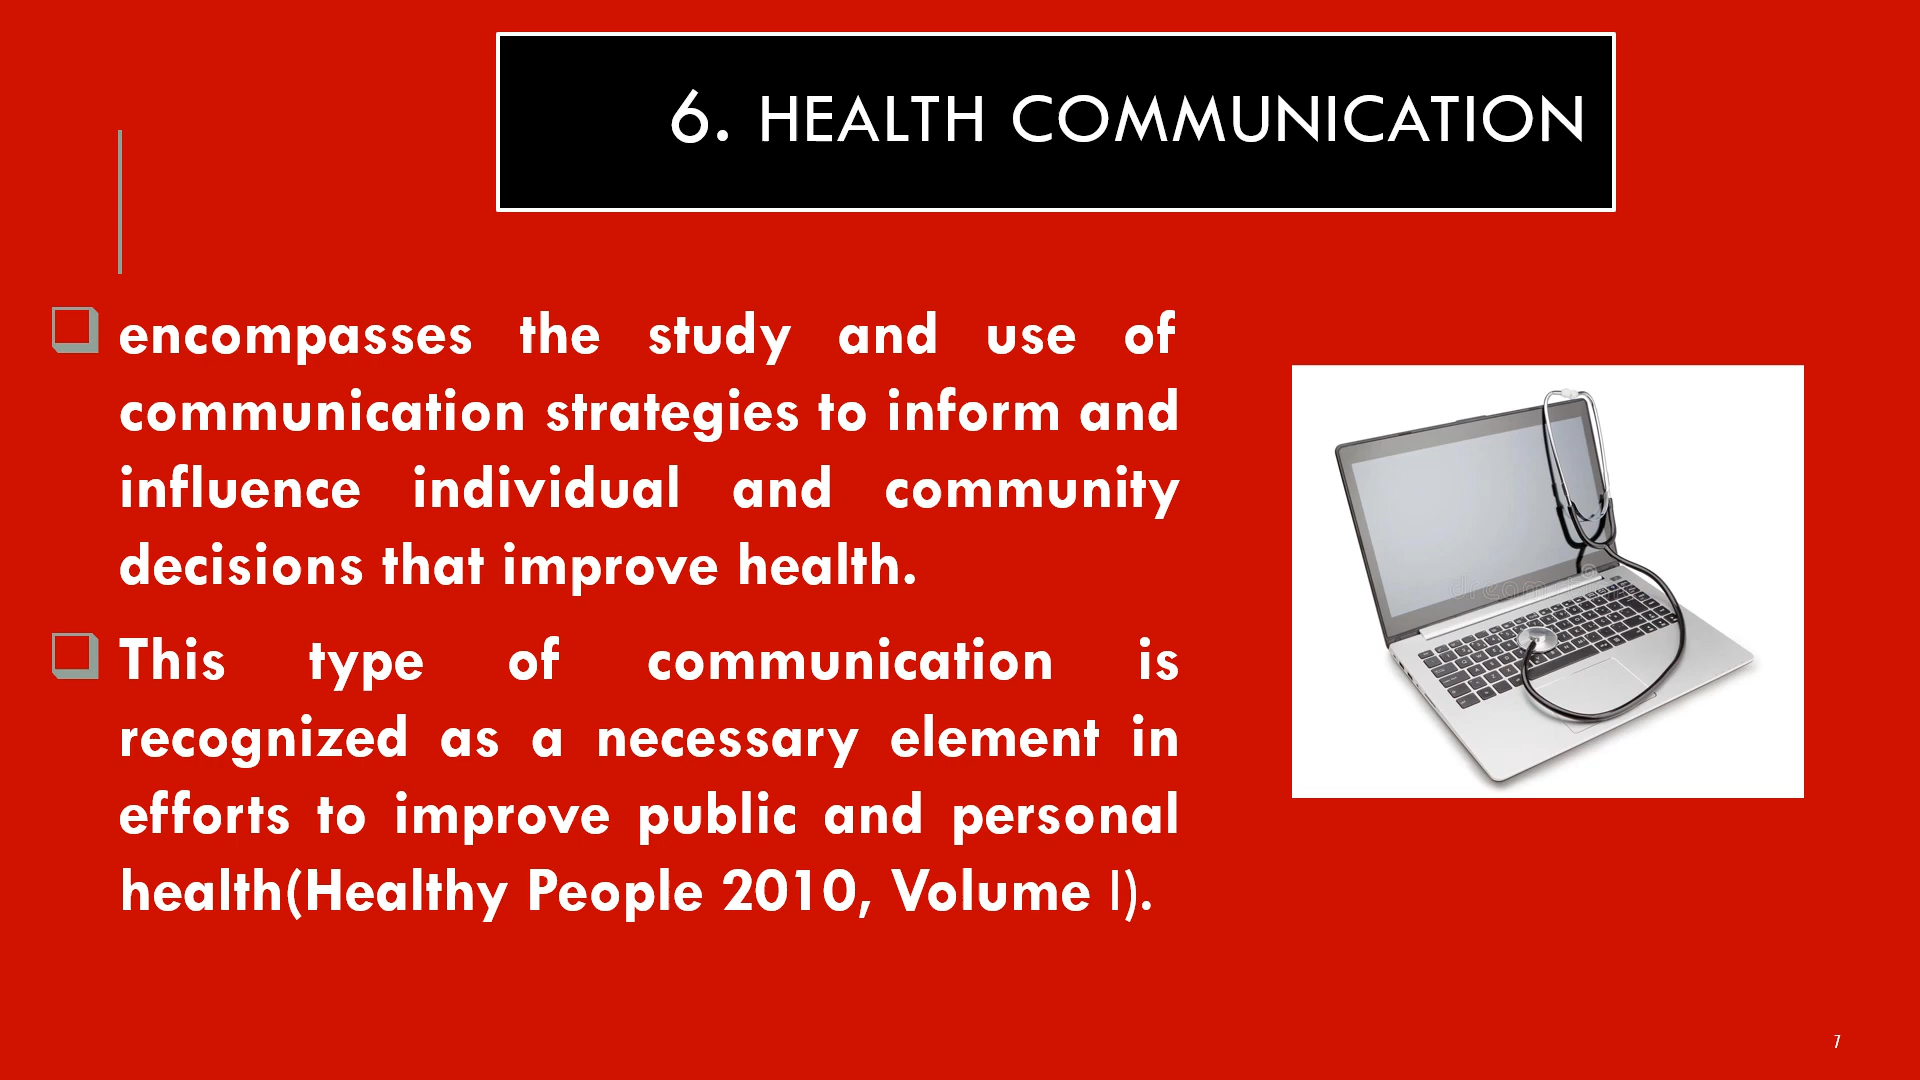 6. HEALTH COMMUNICATION
encompasses the study and use of
communication strategies to inform and
influence individual and community
decisions that improve health.
This type of communication is
recognized as a necessary element in
efforts to improve public and personal
health(Healthy People 2010, Volume I).
7